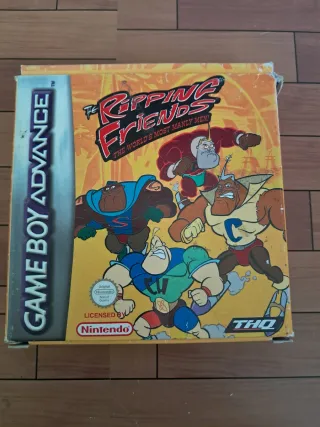 GAME BOY ADVANCE
THE
RIPPING
FRIENDS
THE WORLD'S MOST MANLY MEN!
S
C
LICENSED BY
Nintendo
THQ